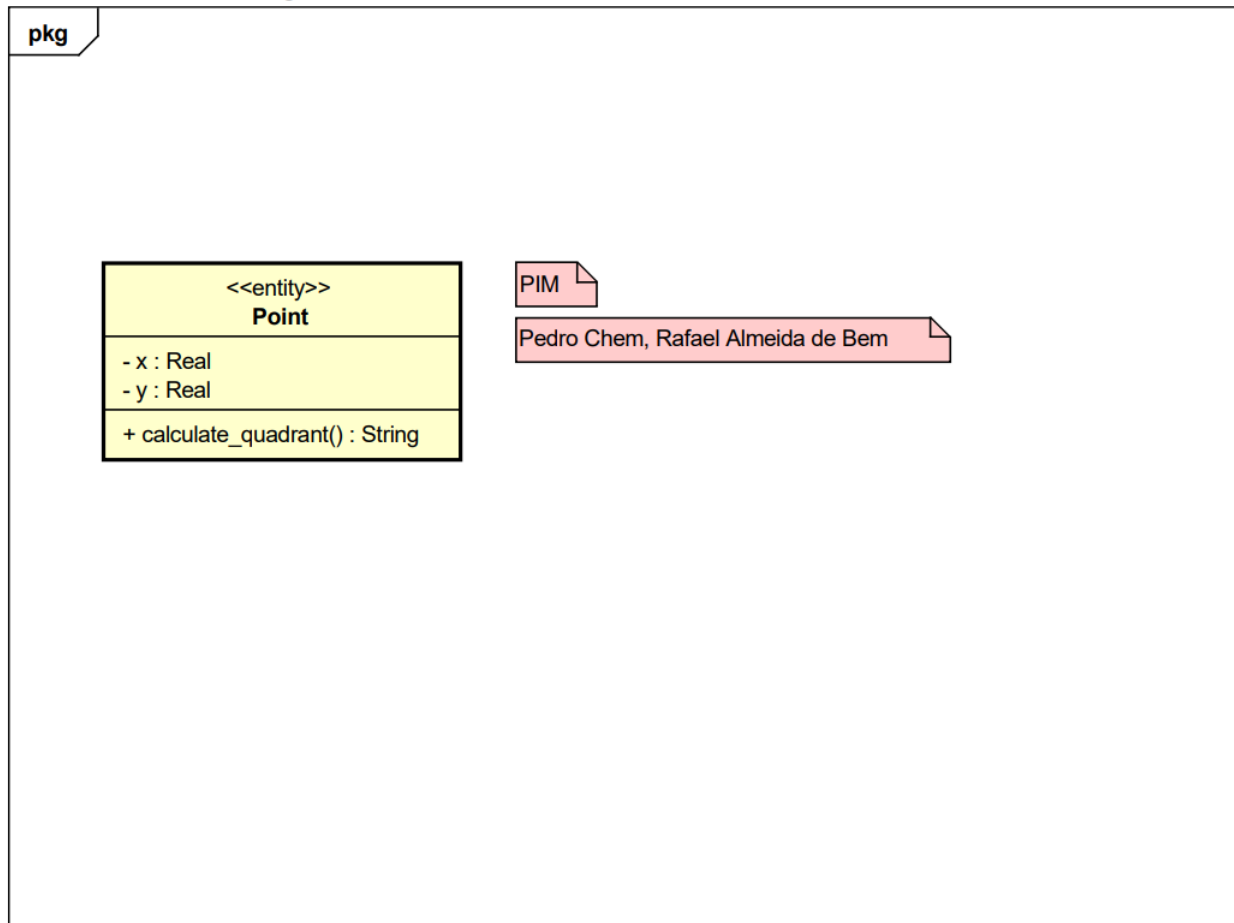 pkg
<<entity>>
Point
- x : Real
- y : Real
+ calculate_quadrant() : String
PIM
Pedro Chem, Rafael Almeida de Bem